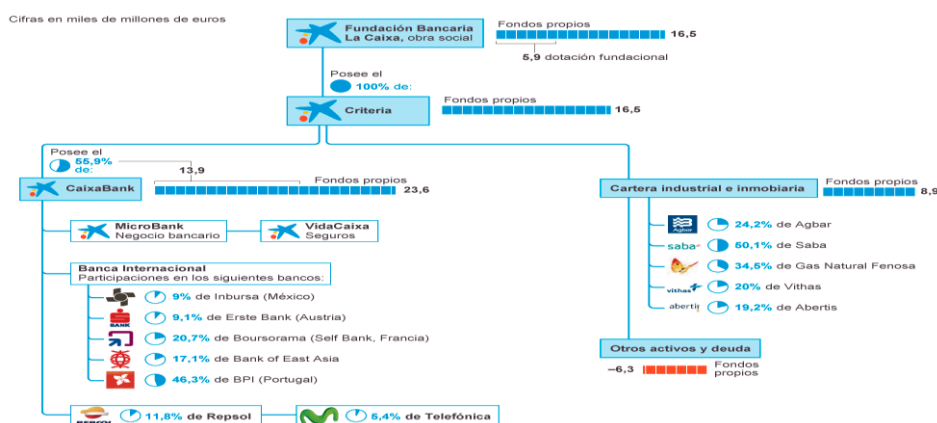 Cifras en miles de millones de euros
Fundación Bancaria
La Caixa, obra social
Fondos propios
16,5
5,9 dotación fundacional
Posee el
100% de:
Criteria
Fondos propios
16,5
Posee el
55,9%
de:
13,9
CaixaBank
Fondos propios
23,6
MicroBank
Negocio bancario
VidaCaixa
Seguros
Banca Internacional
Participaciones en los siguientes bancos:
9% de Inbursa (México)
BANK
9,1% de Erste Bank (Austria)
20,7% de Boursorama (Self Bank, Francia)
17,1% de Bank of East Asia
46,3% de BPI (Portugal)
REPSOL
11,8% de Repsol
5,4% de Telefónica
Cartera industrial e inmobiaria
Fondos propios
8,9
Agbar
24,2% de Agbar
saba
50,1% de Saba
34,5% de Gas Natural Fenosa
vithas
20% de Vithas
abertis
19,2% de Abertis
Otros activos y deuda
–6,3
Fondos
propios